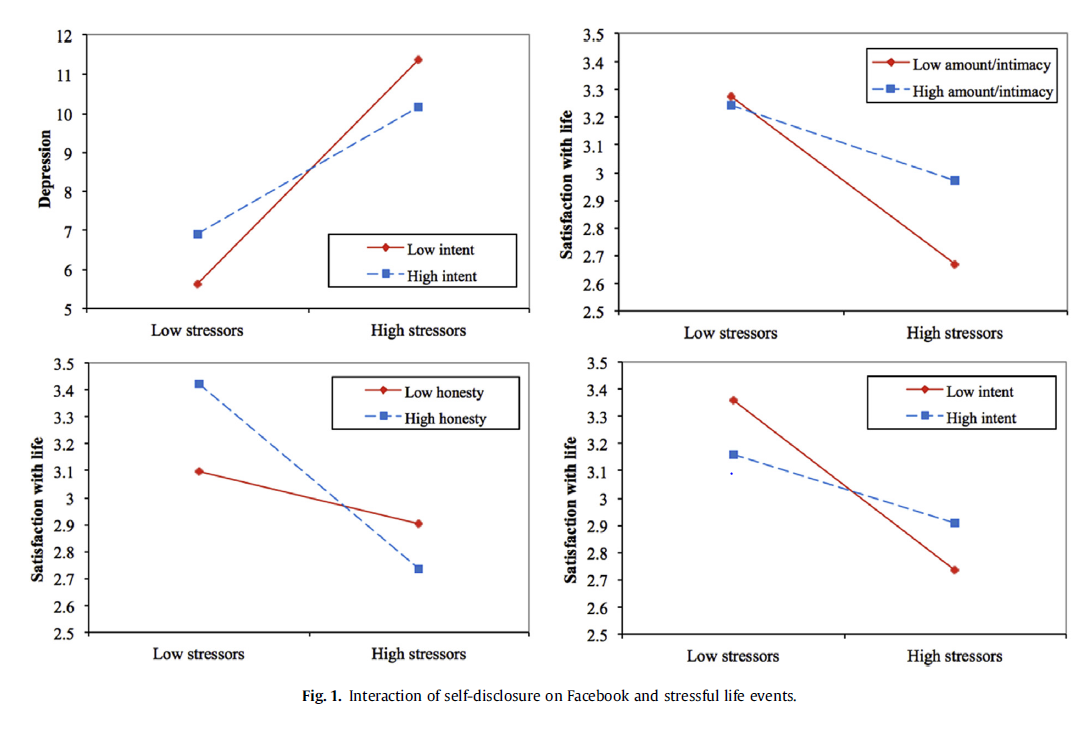 12
11
10
9
8
7
6
5
Depression
Low intent
High intent
Low stressors
High stressors
3.5
3.4
3.3
3.2
3.1
3
2.9
2.8
2.7
2.6
2.5
Satisfaction with life
Low amount/intimacy
High amount/intimacy
Low stressors
High stressors
3.5
3.4
3.3
3.2
3.1
3
2.9
2.8
2.7
2.6
2.5
Satisfaction with life
Low honesty
High honesty
Low stressors
High stressors
3.5
3.4
3.3
3.2
3.1
3
2.9
2.8
2.7
2.6
2.5
Satisfaction with life
Low intent
High intent
Low stressors
High stressors
Fig. 1. Interaction of self-disclosure on Facebook and stressful life events.